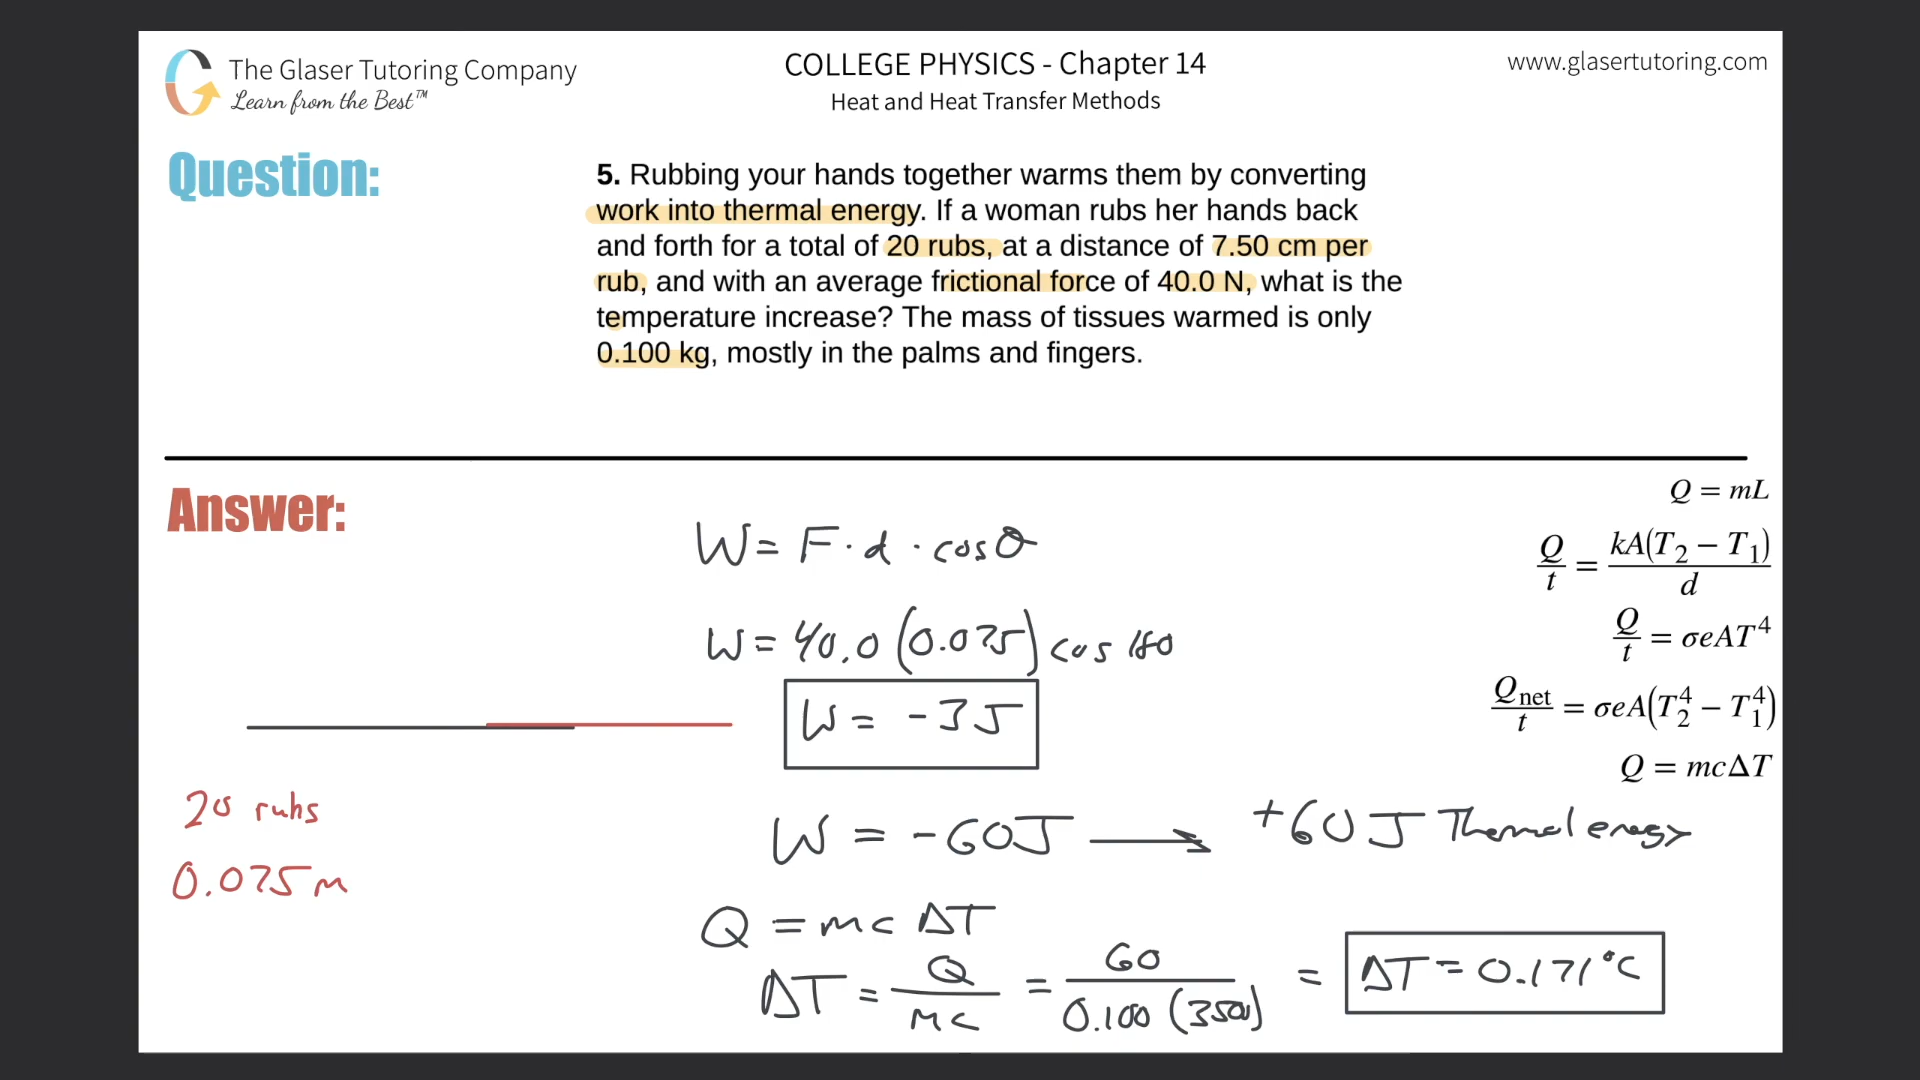 The Glaser Tutoring Company
Learn from the Best™
COLLEGE PHYSICS - Chapter 14
Heat and Heat Transfer Methods
www.glasertutoring.com
Question:
5. Rubbing your hands together warms them by converting
work into thermal energy. If a woman rubs her hands back
and forth for a total of 20 rubs, at a distance of 7.50 cm per
rub, and with an average frictional force of 40.0 N, what is the
temperature increase? The mass of tissues warmed is only
0.100 kg, mostly in the palms and fingers.
Answer:
W = F · d · cosθ
W = 40.0 (0.075) cos 180
W = -3J
W = -60J → +60J Thermal energy
Q = mc ΔT
ΔT = Q/mc = 60/0.100 (3500) = ΔT = 0.171°C
20 rubs
0.075m
Q = mL
Q/t = kA(T₂ − T₁)/d
Q/t = σeAT⁴
Qnet/t = σeA(T₂⁴ − T₁⁴)
Q = mcΔT